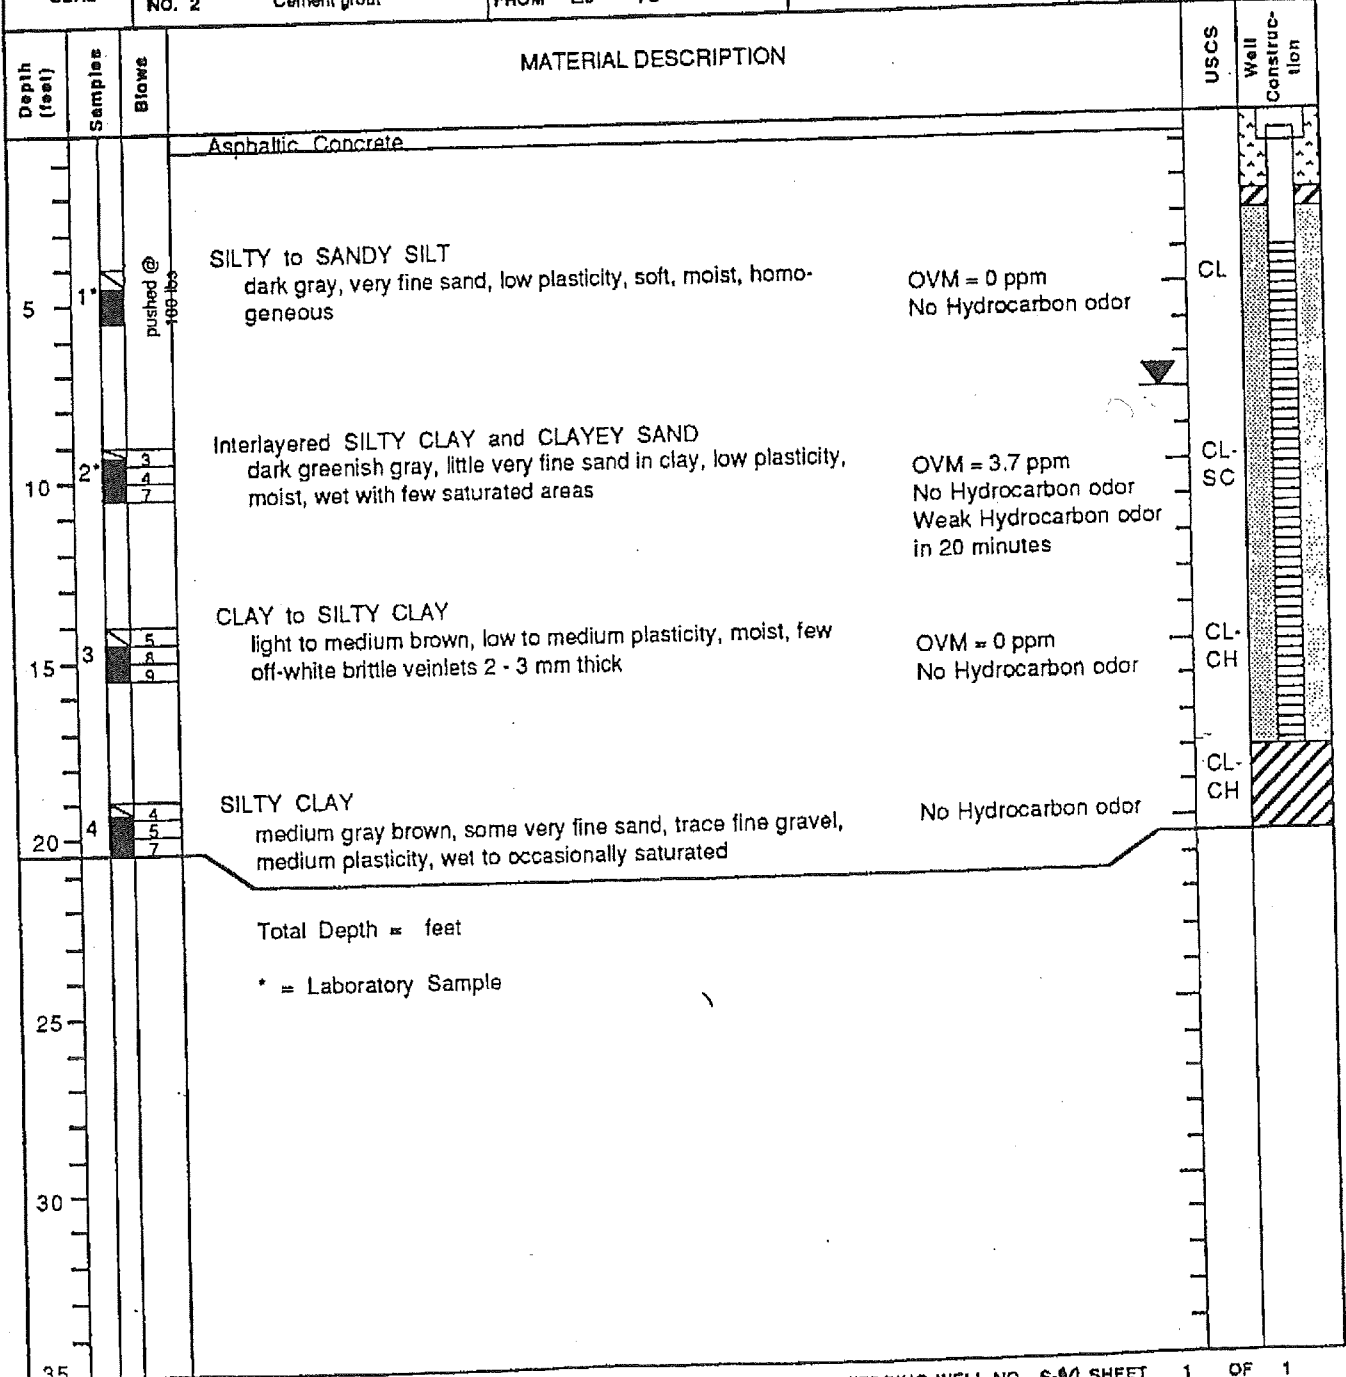 NO. 2 Cement grout FROM
Depth (feet)
Samples
Blows
MATERIAL DESCRIPTION
USCS
Well Construc-tion
Asphaltic Concrete
SILTY to SANDY SILT
dark gray, very fine sand, low plasticity, soft, moist, homo-
geneous
OVM = 0 ppm
No Hydrocarbon odor
CL
pushed @
100 lbs
1*
5
Interlayered SILTY CLAY and CLAYEY SAND
dark greenish gray, little very fine sand in clay, low plasticity,
moist, wet with few saturated areas
OVM = 3.7 ppm
No Hydrocarbon odor
Weak Hydrocarbon odor
in 20 minutes
CL-
SC
2*
3
4
7
10
CLAY to SILTY CLAY
light to medium brown, low to medium plasticity, moist, few
off-white brittle veinlets 2 - 3 mm thick
OVM = 0 ppm
No Hydrocarbon odor
CL-
CH
3
5
8
9
15
SILTY CLAY
medium gray brown, some very fine sand, trace fine gravel,
medium plasticity, wet to occasionally saturated
No Hydrocarbon odor
CL-
CH
4
4
5
7
20
Total Depth = feet
* = Laboratory Sample
25
30
35
WELL NO. SHEET 1 OF 1